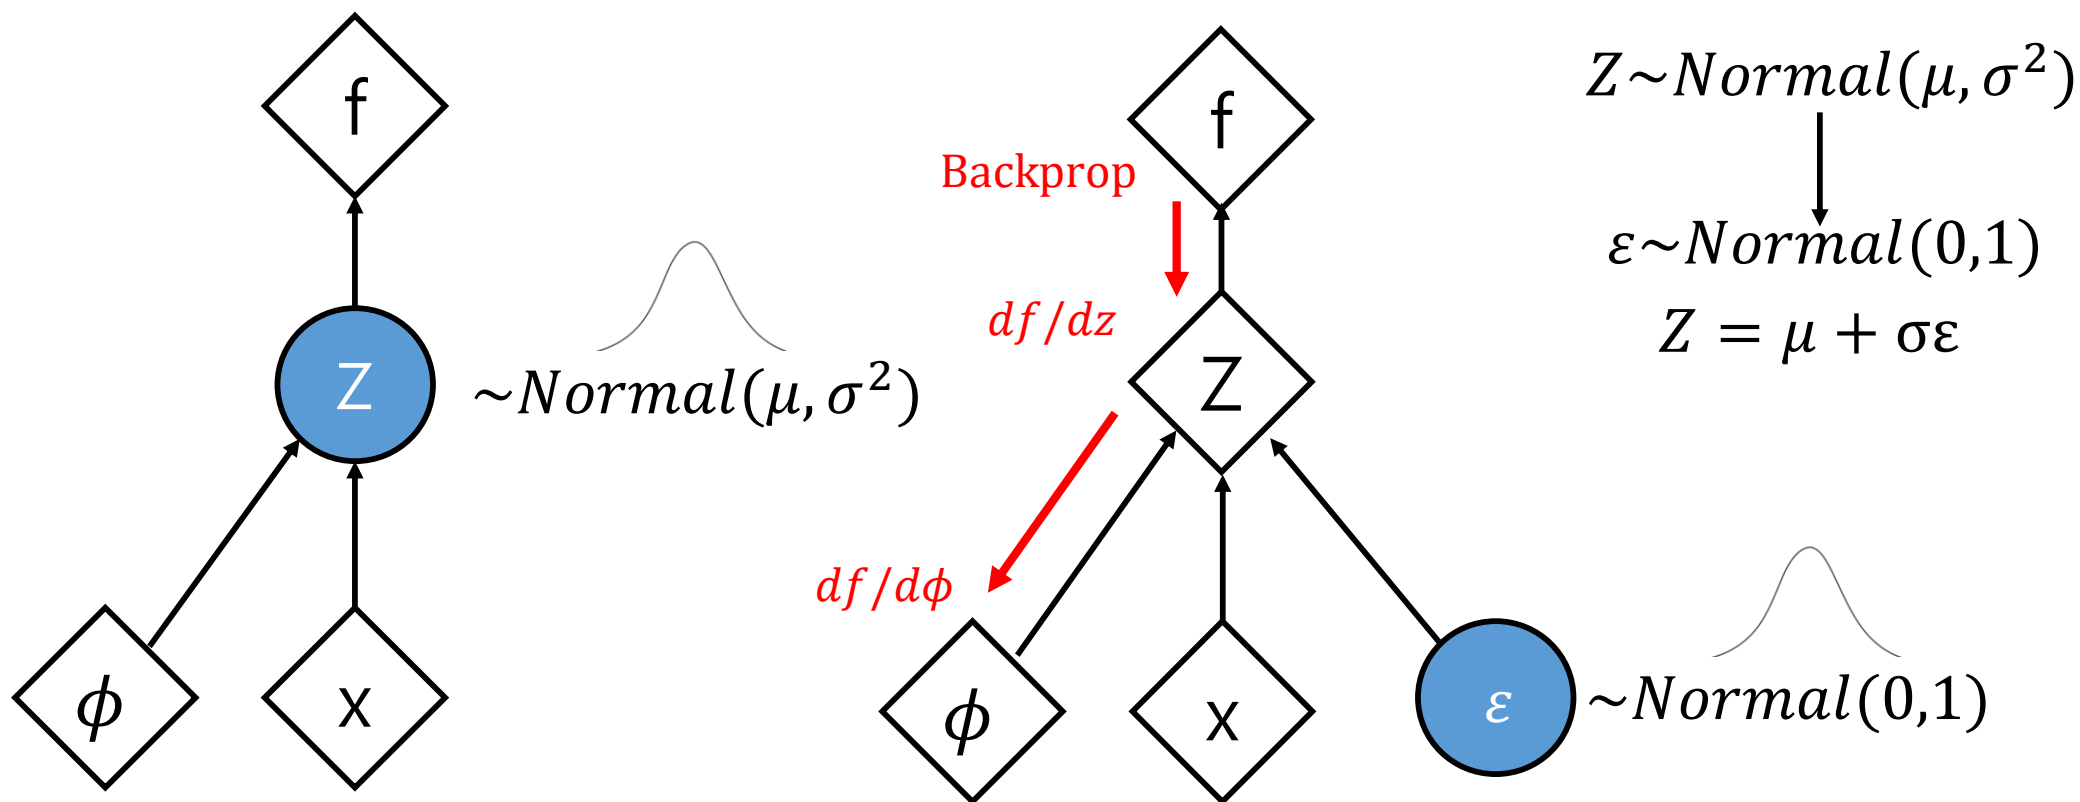 f
Z
~Normal(μ, σ²)
ϕ
x
f
Backprop
df/dz
Z
df/dϕ
ϕ
x
ε
~Normal(0,1)
Z~Normal(μ, σ²)
ε~Normal(0,1)
Z = μ + σε